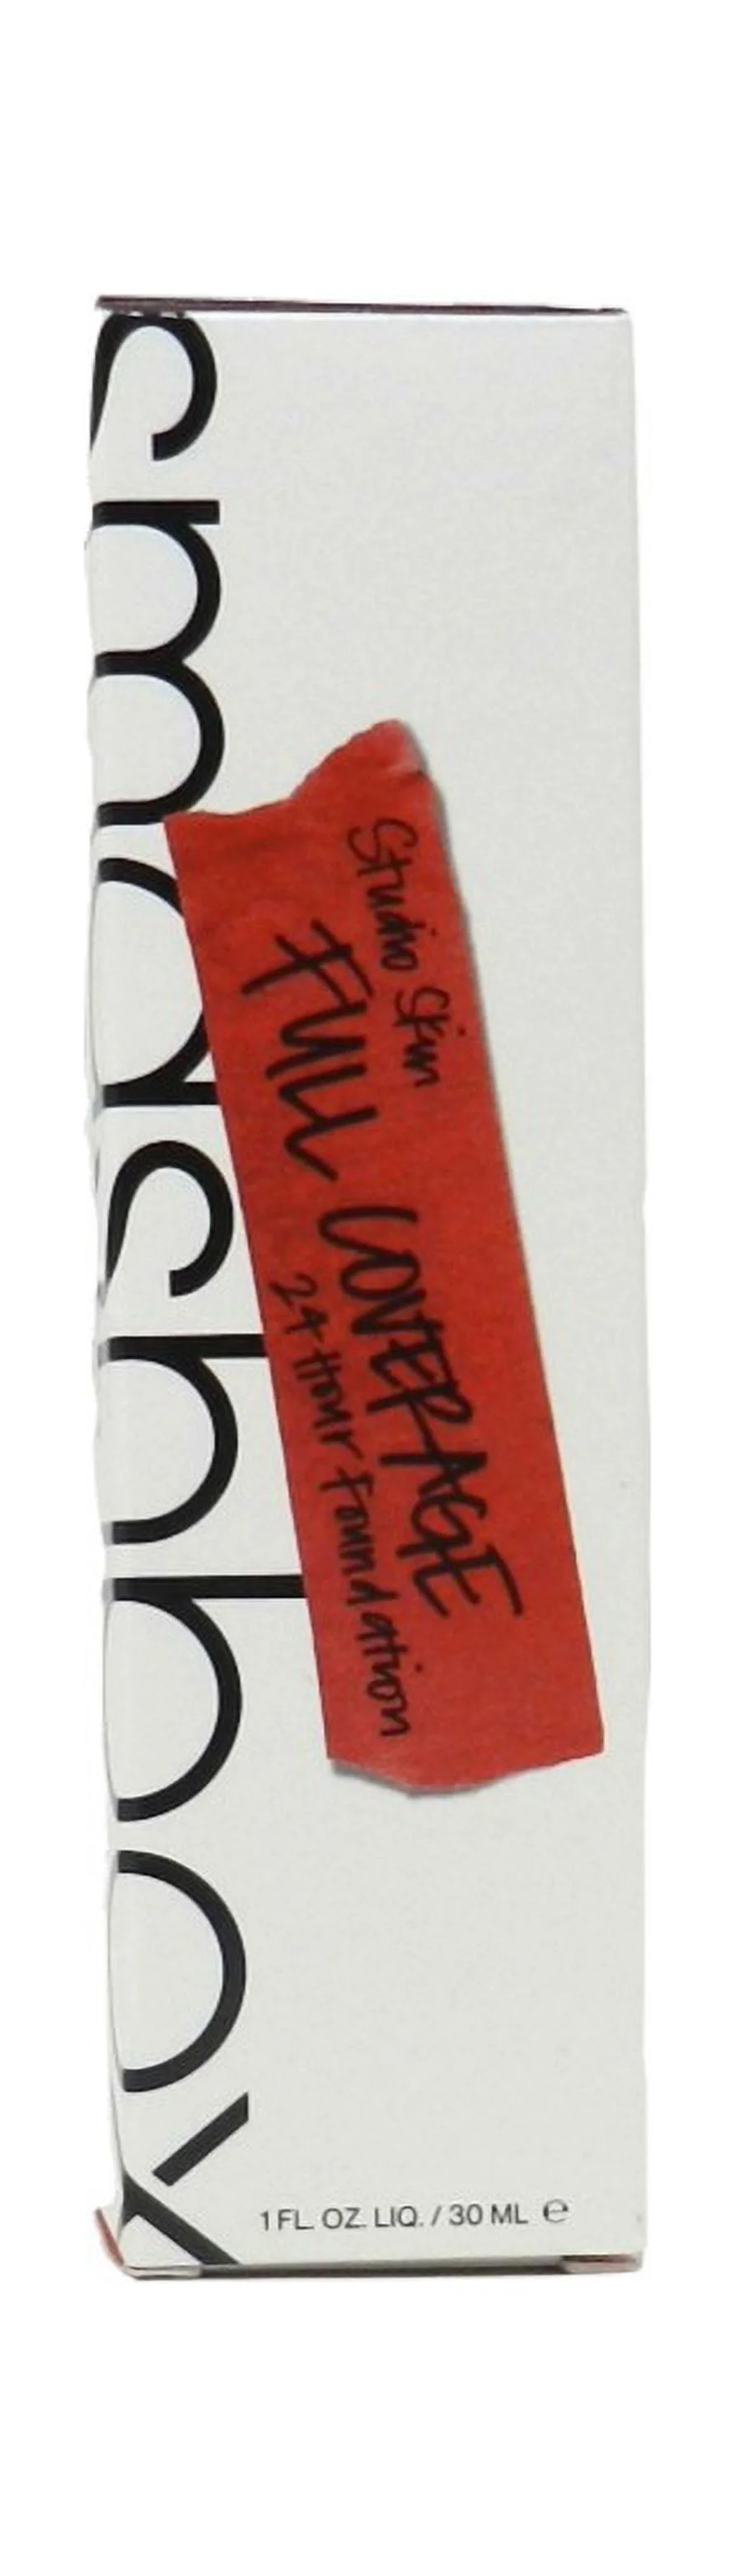 smashbox
Studio Skin
FULL COVERAGE
24 Hour Foundation
1 FL. OZ. LIQ. / 30 ML ℮